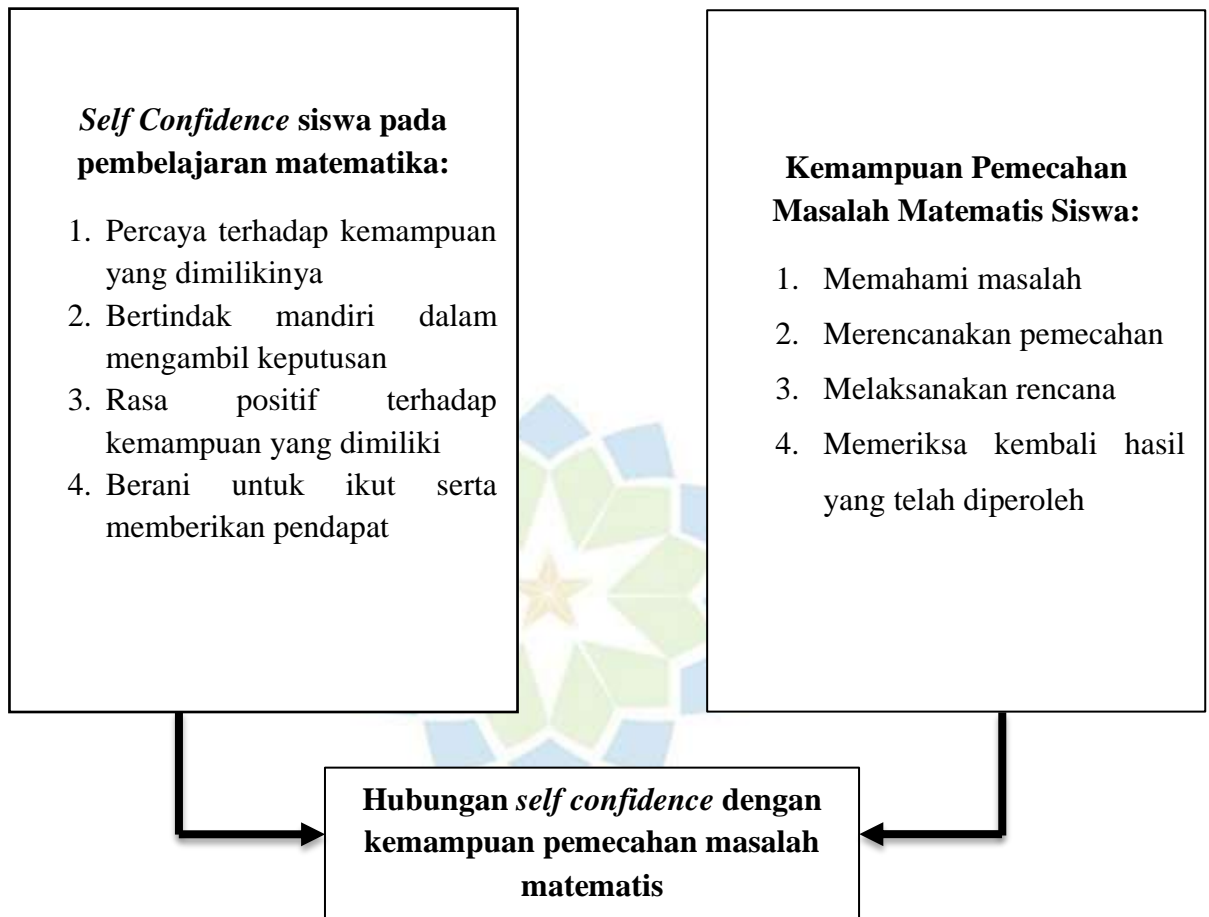 Self Confidence siswa pada
pembelajaran matematika:
1. Percaya terhadap kemampuan
yang dimilikinya
2. Bertindak mandiri dalam
mengambil keputusan
3. Rasa positif terhadap
kemampuan yang dimiliki
4. Berani untuk ikut serta
memberikan pendapat
Kemampuan Pemecahan
Masalah Matematis Siswa:
1. Memahami masalah
2. Merencanakan pemecahan
3. Melaksanakan rencana
4. Memeriksa kembali hasil
yang telah diperoleh
Hubungan self confidence dengan
kemampuan pemecahan masalah
matematis